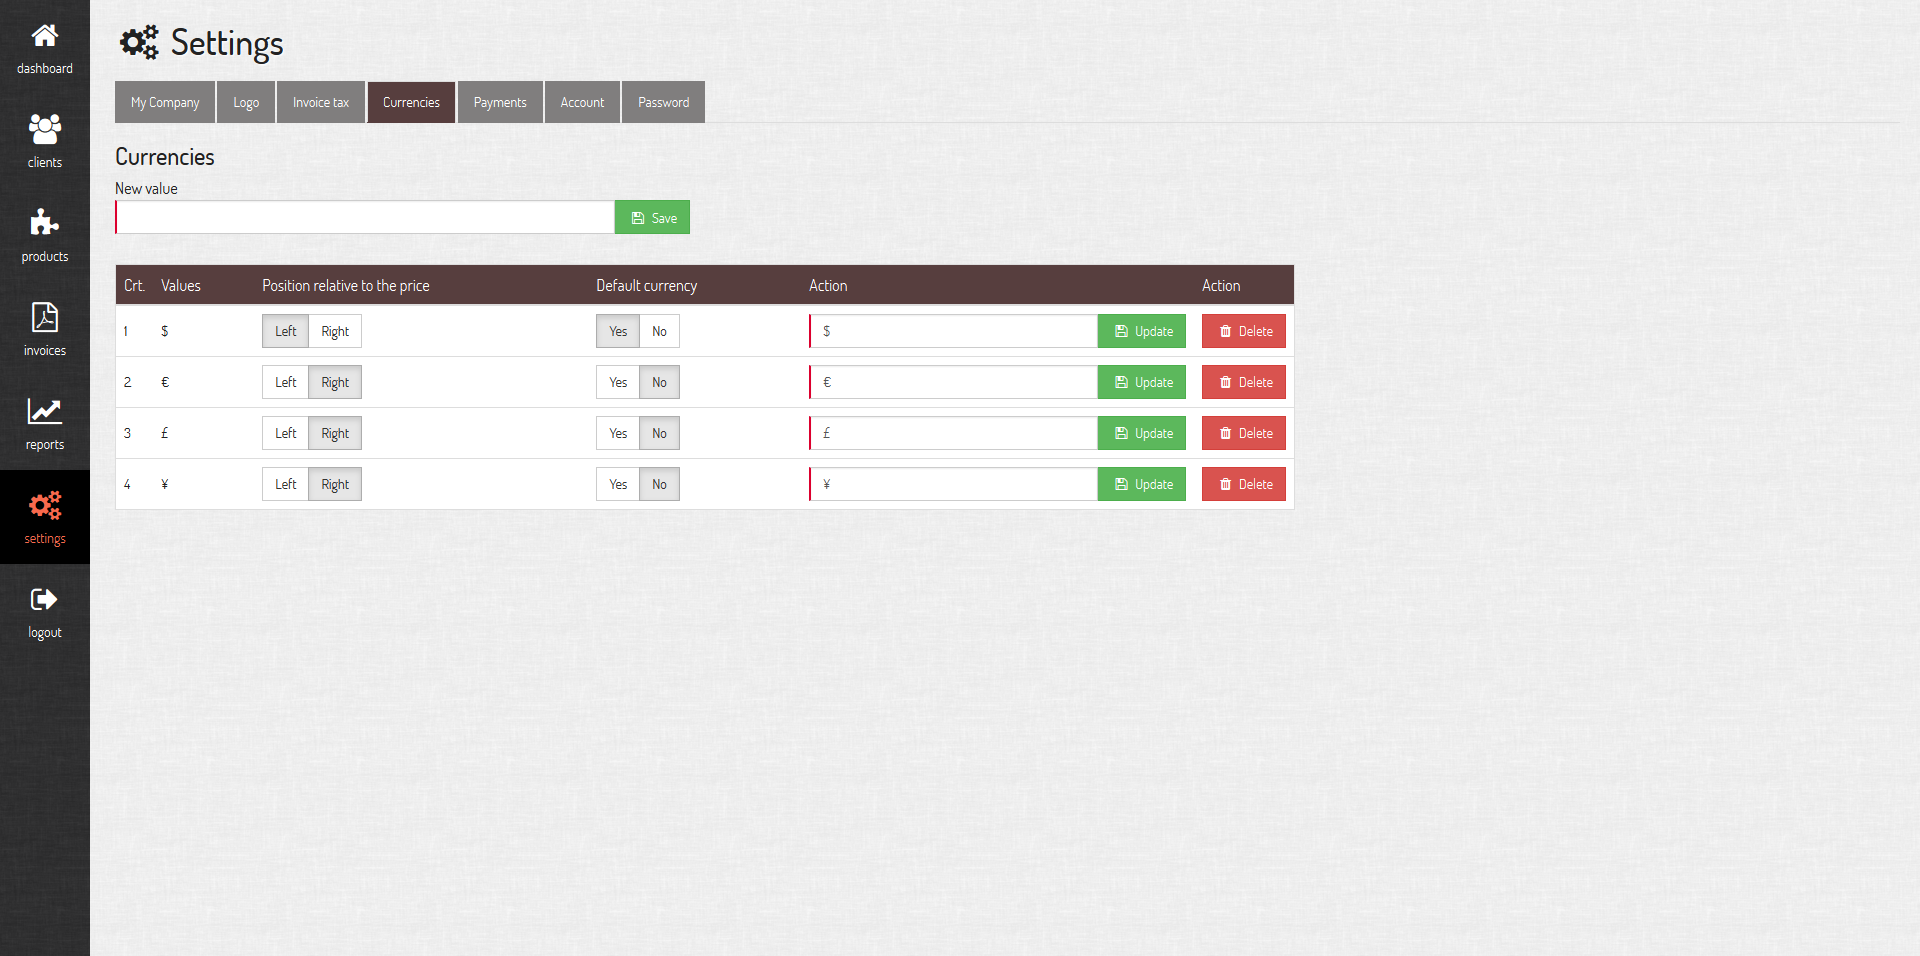 dashboard
clients
products
invoices
reports
settings
logout
Settings
My Company Logo Invoice tax Currencies Payments Account Password
Currencies
New value
Save
Crt. Values Position relative to the price Default currency Action Action
1 $ Left Right Yes No $ Update Delete
2 € Left Right Yes No € Update Delete
3 £ Left Right Yes No £ Update Delete
4 ¥ Left Right Yes No ¥ Update Delete